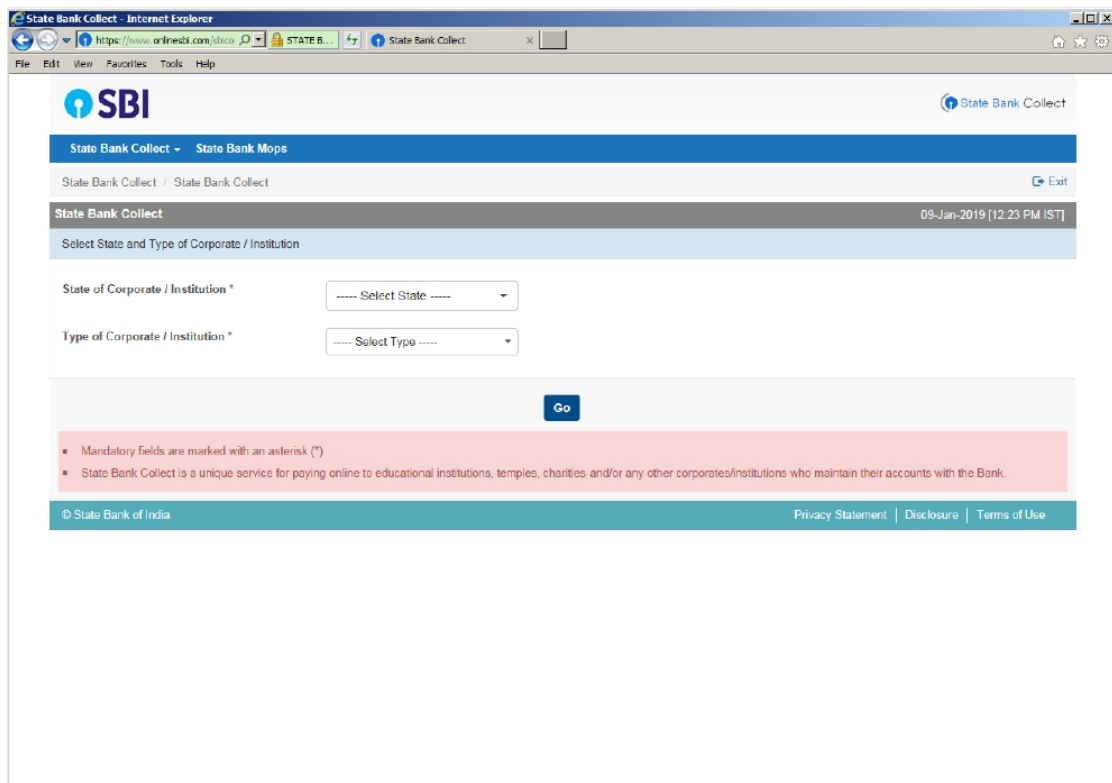 State Bank Collect - Internet Explorer
https://www.onlinesbi.com/sbico
STATE B...
State Bank Collect
File Edit View Favorites Tools Help
SBI
State Bank Collect
State Bank Collect State Bank Mops
State Bank Collect / State Bank Collect
Exit
State Bank Collect
09-Jan-2019 [12:23 PM IST]
Select State and Type of Corporate / Institution
State of Corporate / Institution *
----- Select State -----
Type of Corporate / Institution *
----- Select Type -----
Go
Mandatory fields are marked with an asterisk (*)
State Bank Collect is a unique service for paying online to educational institutions, temples, charities and/or any other corporates/institutions who maintain their accounts with the Bank.
© State Bank of India
Privacy Statement | Disclosure | Terms of Use